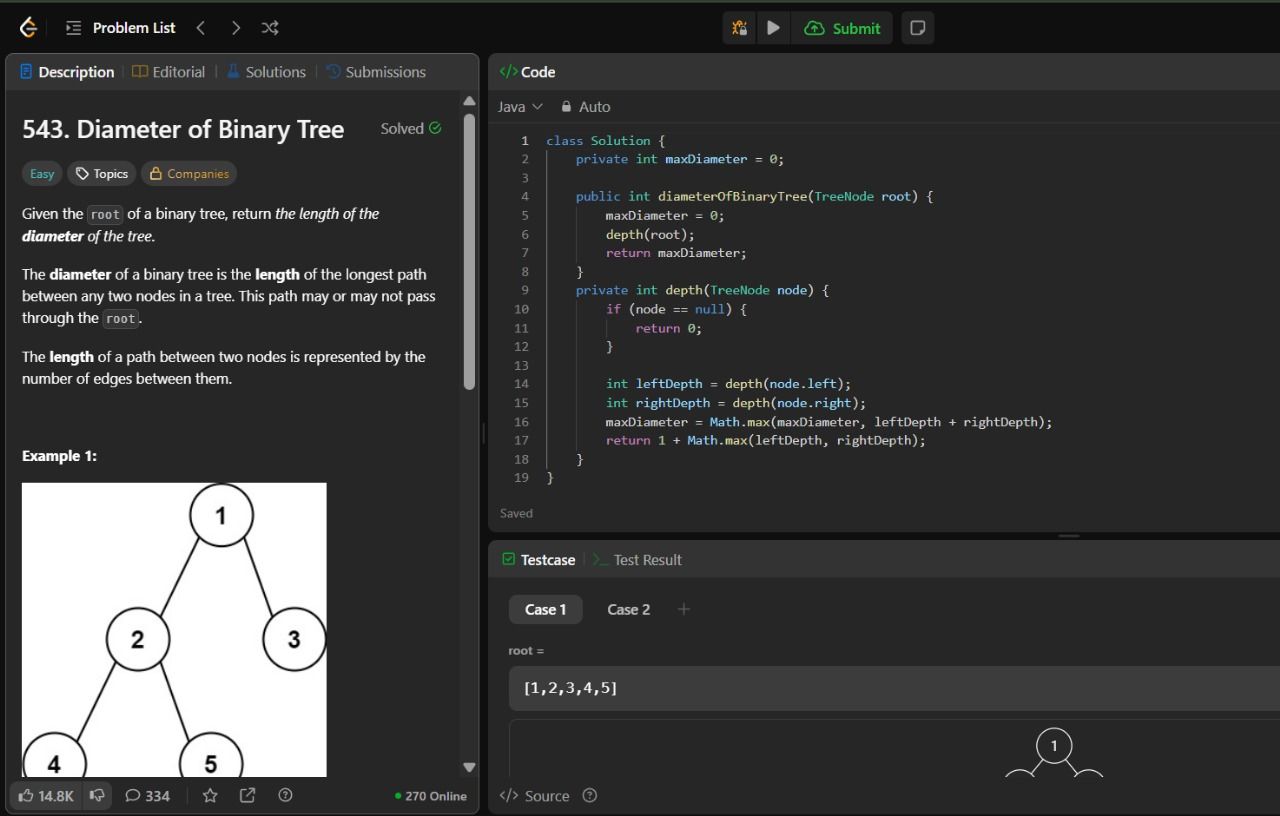 Problem List
Submit
Description
Editorial
Solutions
Submissions
543. Diameter of Binary Tree
Solved
Easy
Topics
Companies
Given the root of a binary tree, return the length of the
diameter of the tree.
The diameter of a binary tree is the length of the longest path
between any two nodes in a tree. This path may or may not pass
through the root.
The length of a path between two nodes is represented by the
number of edges between them.
Example 1:
1
2
3
4
5
14.8K
334
270 Online
</> Code
Java
Auto
1 class Solution {
2     private int maxDiameter = 0;
3
4     public int diameterOfBinaryTree(TreeNode root) {
5         maxDiameter = 0;
6         depth(root);
7         return maxDiameter;
8     }
9     private int depth(TreeNode node) {
10         if (node == null) {
11             return 0;
12         }
13
14         int leftDepth = depth(node.left);
15         int rightDepth = depth(node.right);
16         maxDiameter = Math.max(maxDiameter, leftDepth + rightDepth);
17         return 1 + Math.max(leftDepth, rightDepth);
18     }
19 }
Saved
Testcase
>_ Test Result
Case 1
Case 2
+
root =
[1,2,3,4,5]
1
</> Source